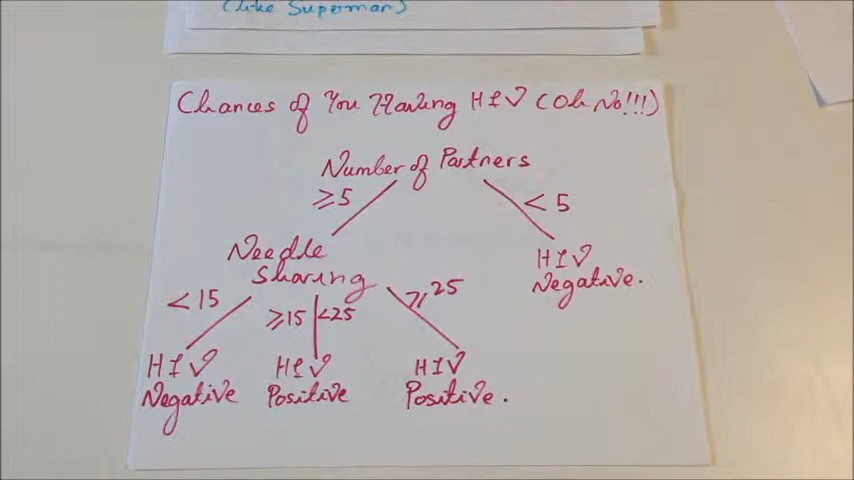 (like Superman)
Chances of You Having HIV (Oh No!!!)
Number of Partners
≥5
< 5
Needle
Sharing
HIV
Negative.
<15
≥15
<25
≥25
HIV
Negative
HIV
Positive
HIV
Positive.